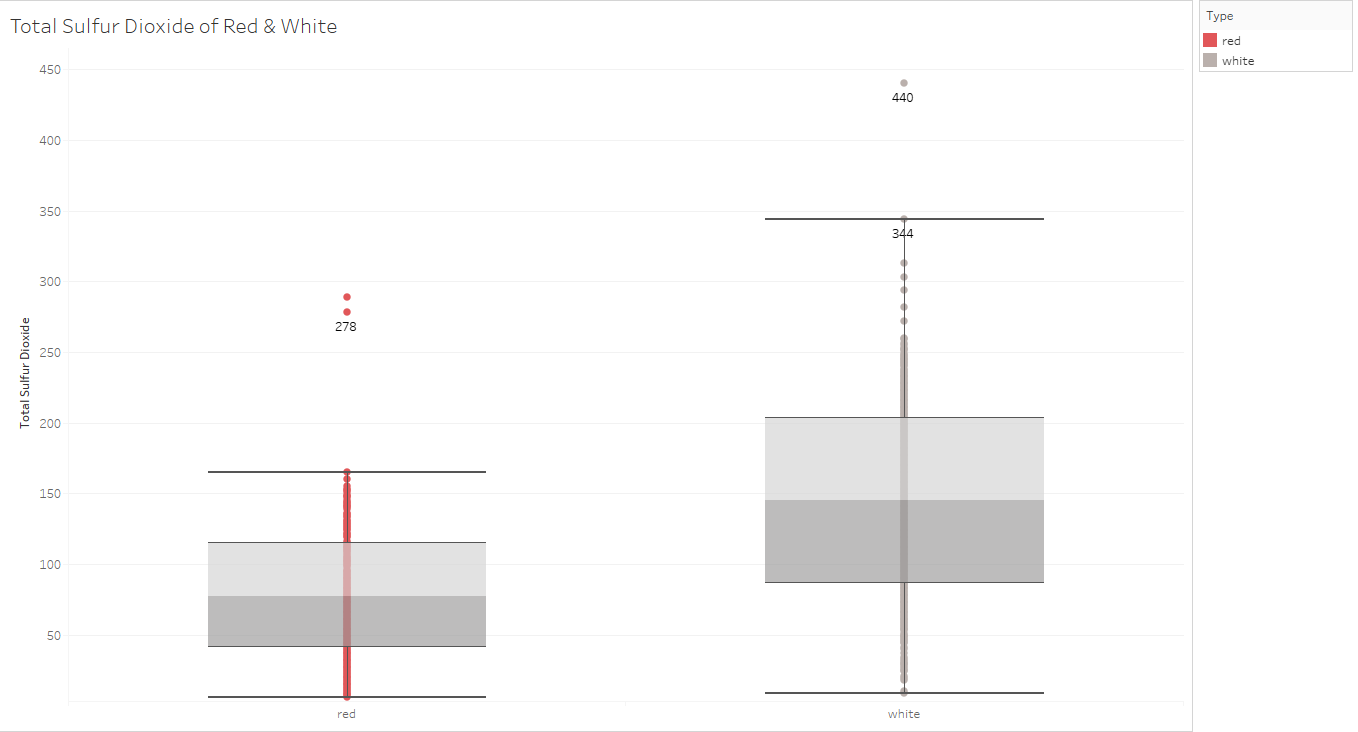 Total Sulfur Dioxide of Red & White
Type
red
white
Total Sulfur Dioxide
450
400
350
300
250
200
150
100
50
440
344
278
red
white